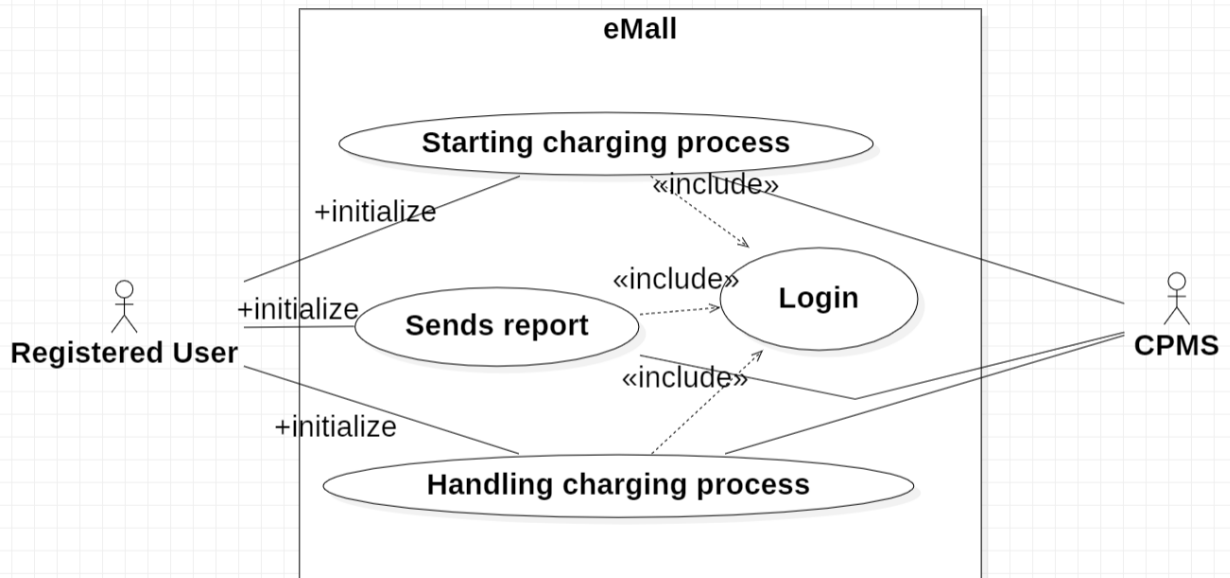 eMall
Starting charging process
«include»
+initialize
«include»
Login
+initialize
Sends report
Registered User
CPMS
«include»
+initialize
Handling charging process